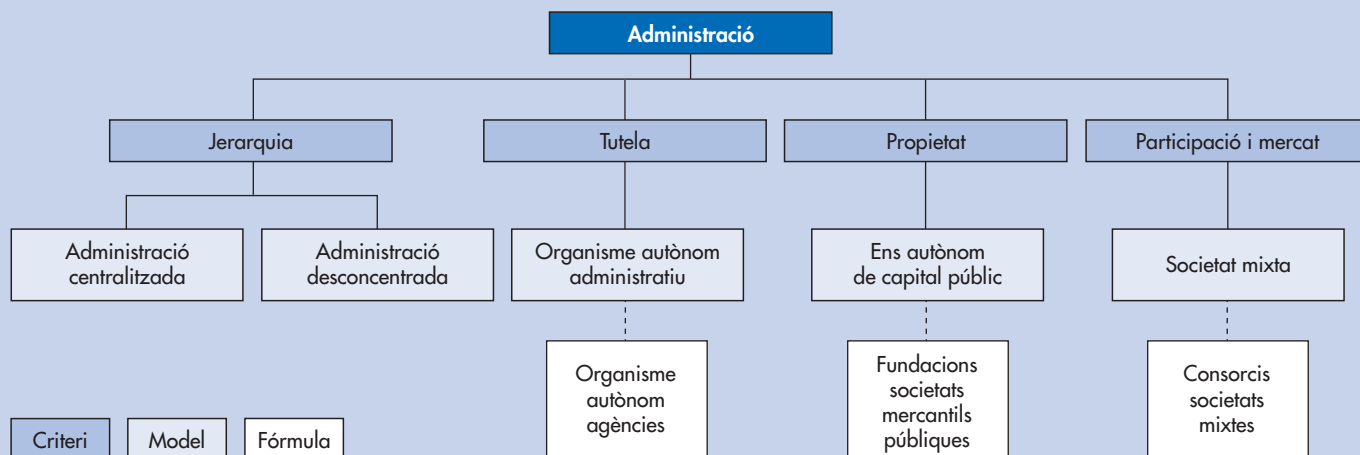 Administració
Jerarquia
Tutela
Propietat
Participació i mercat
Administració
centralitzada
Administració
desconcentrada
Organisme autònom
administratiu
Ens autònom
de capital públic
Societat mixta
Organisme
autònom
agències
Fundacions
societats
mercantils
públiques
Consorcis
societats
mixtes
Criteri
Model
Fórmula